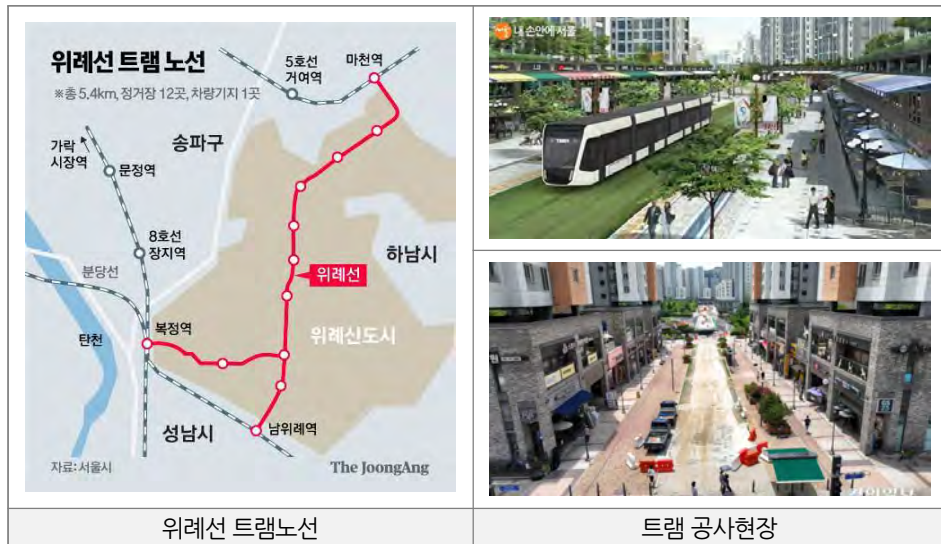 위례선 트램 노선
※총 5.4km, 정거장 12곳, 차량기지 1곳
5호선
거여역
마천역
가락
시장역
송파구
문정역
8호선
장지역
하남시
분당선
위례선
복정역
탄천
위례신도시
성남시
남위례역
자료:서울시
The JoongAng
내 손안에 서울
위례선 트램노선
트램 공사현장